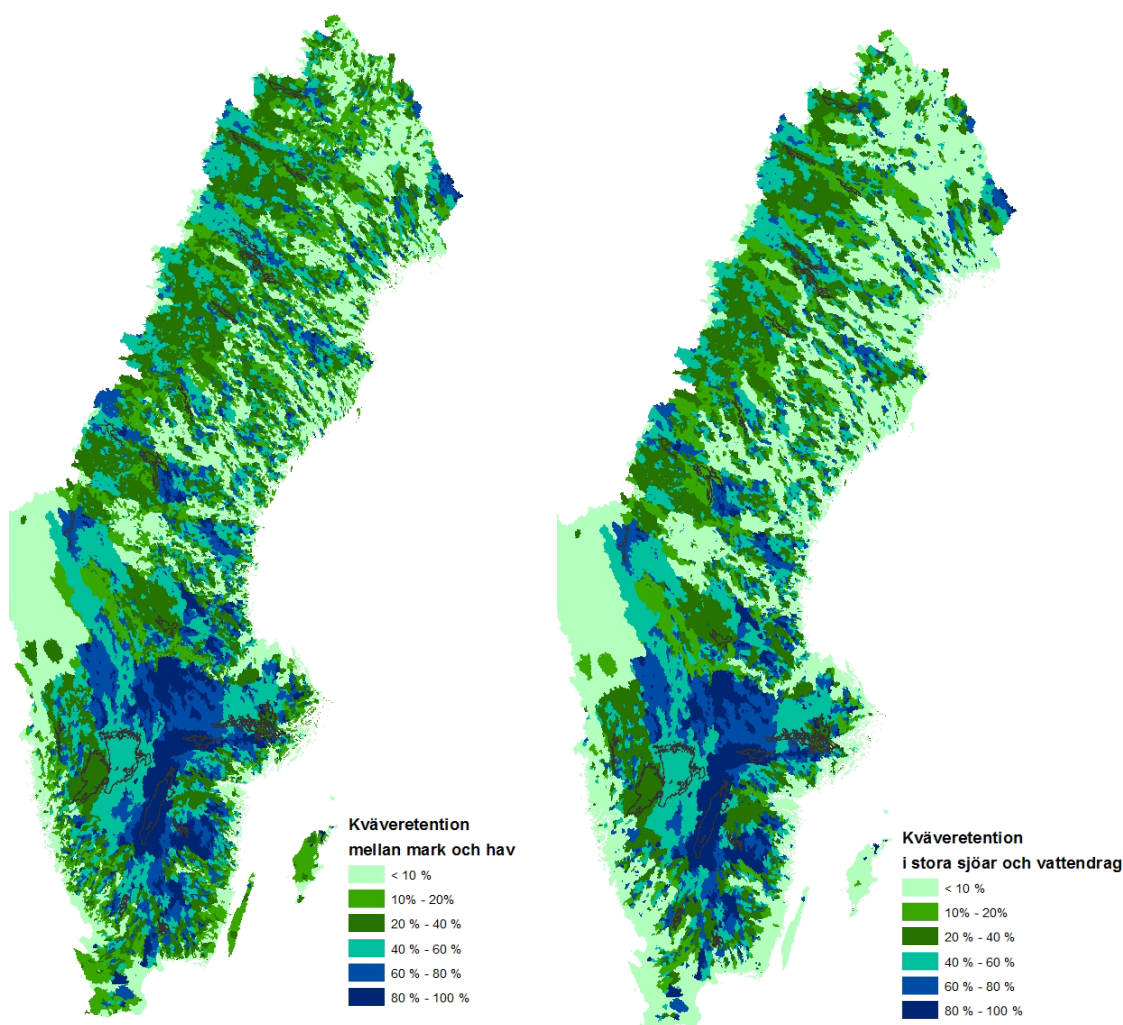 Kväveretention
mellan mark och hav
< 10 %
10% - 20%
20 % - 40 %
40 % - 60 %
60 % - 80 %
80 % - 100 %
Kväveretention
i stora sjöar och vattendrag
< 10 %
10% - 20%
20 % - 40 %
40 % - 60 %
60 % - 80 %
80 % - 100 %